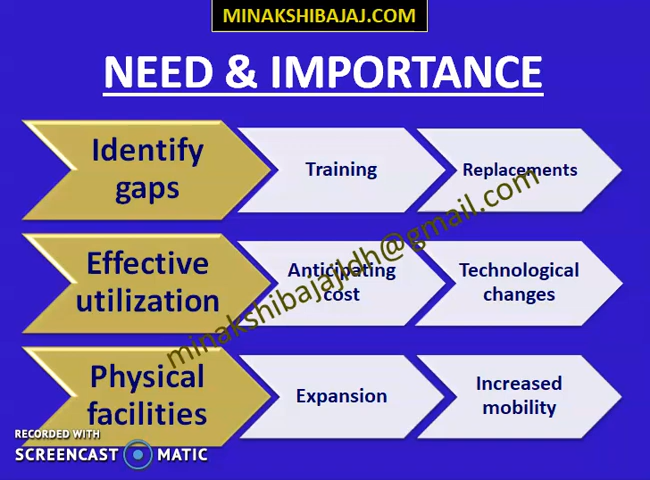 MINAKSHIBAJAJ.COM
NEED & IMPORTANCE
Identify
gaps
Training
Replacements
Effective
utilization
Anticipating
cost
Technological
changes
minakshibajajldh@gmail.com
Physical
facilities
Expansion
Increased
mobility
RECORDED WITH
SCREENCAST MATIC